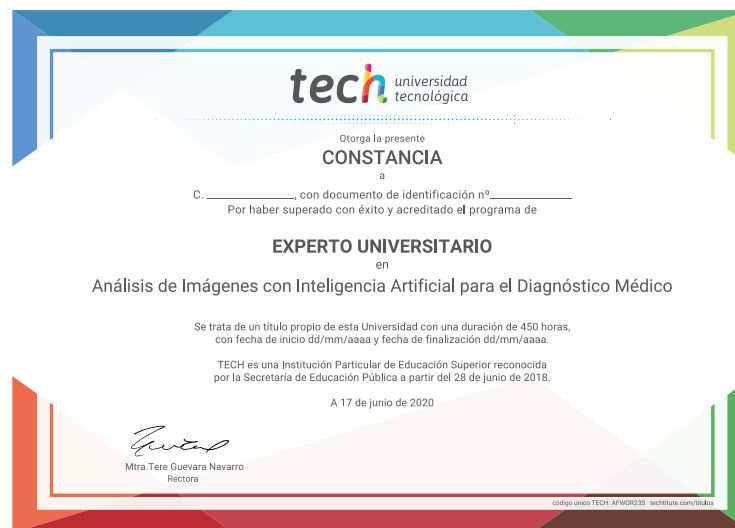 tech universidad
tecnológica
Otorga la presente
CONSTANCIA
a
C. ____________, con documento de identificación nº____________
Por haber superado con éxito y acreditado el programa de
EXPERTO UNIVERSITARIO
en
Análisis de Imágenes con Inteligencia Artificial para el Diagnóstico Médico
Se trata de un título propio de esta Universidad con una duración de 450 horas,
con fecha de inicio dd/mm/aaaa y fecha de finalización dd/mm/aaaa.
TECH es una Institución Particular de Educación Superior reconocida
por la Secretaría de Educación Pública a partir del 28 de junio de 2018.
A 17 de junio de 2020
Mtra.Tere Guevara Navarro
Rectora
código único TECH: AFWOR23S techtitute.com/titulos